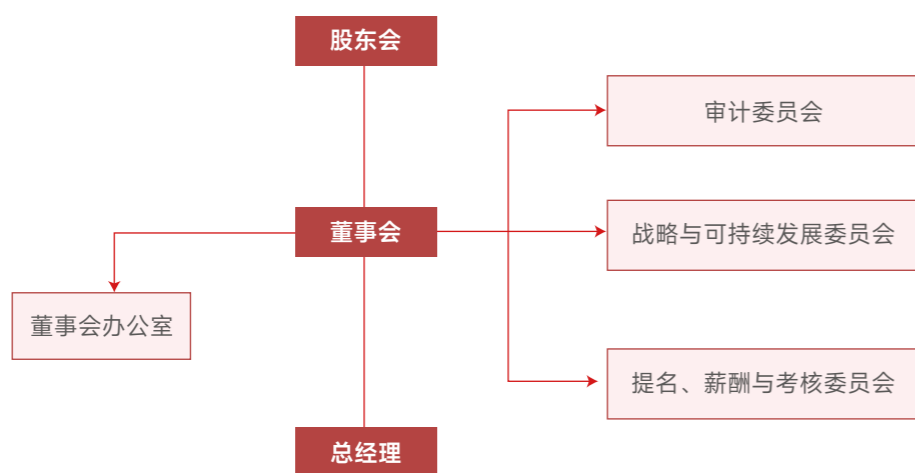 股东会
审计委员会
董事会
战略与可持续发展委员会
董事会办公室
提名、薪酬与考核委员会
总经理